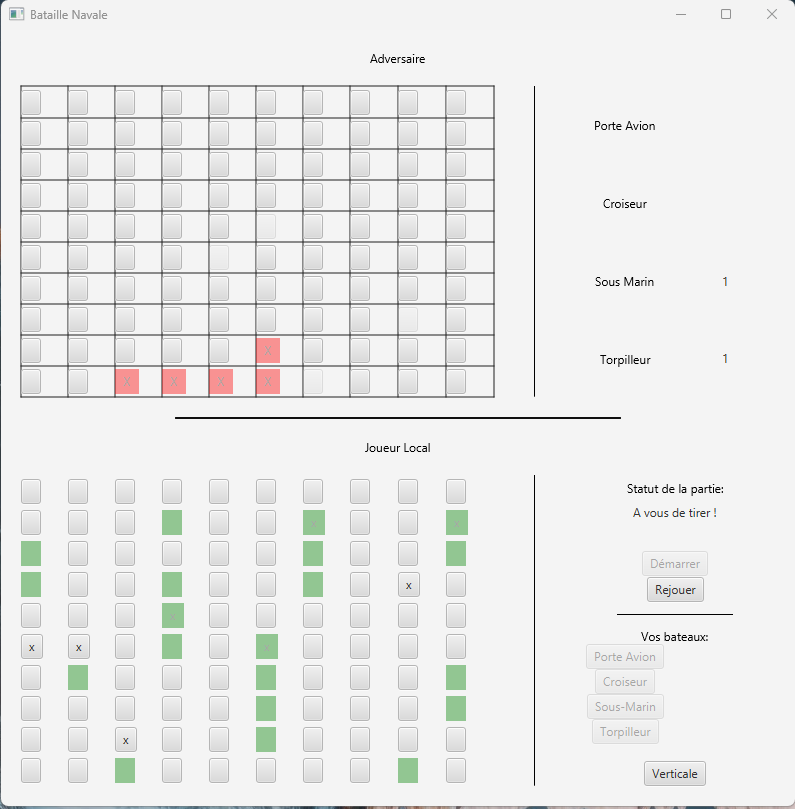 Bataille Navale
Adversaire
Porte Avion
Croiseur
Sous Marin 1
Torpilleur 1
x
x x x x
Joueur Local
Statut de la partie:
A vous de tirer !
x x
Démarrer
x
Rejouer
x
Vos bateaux:
x x x
Porte Avion
Croiseur
Sous-Marin
Torpilleur
x
Verticale